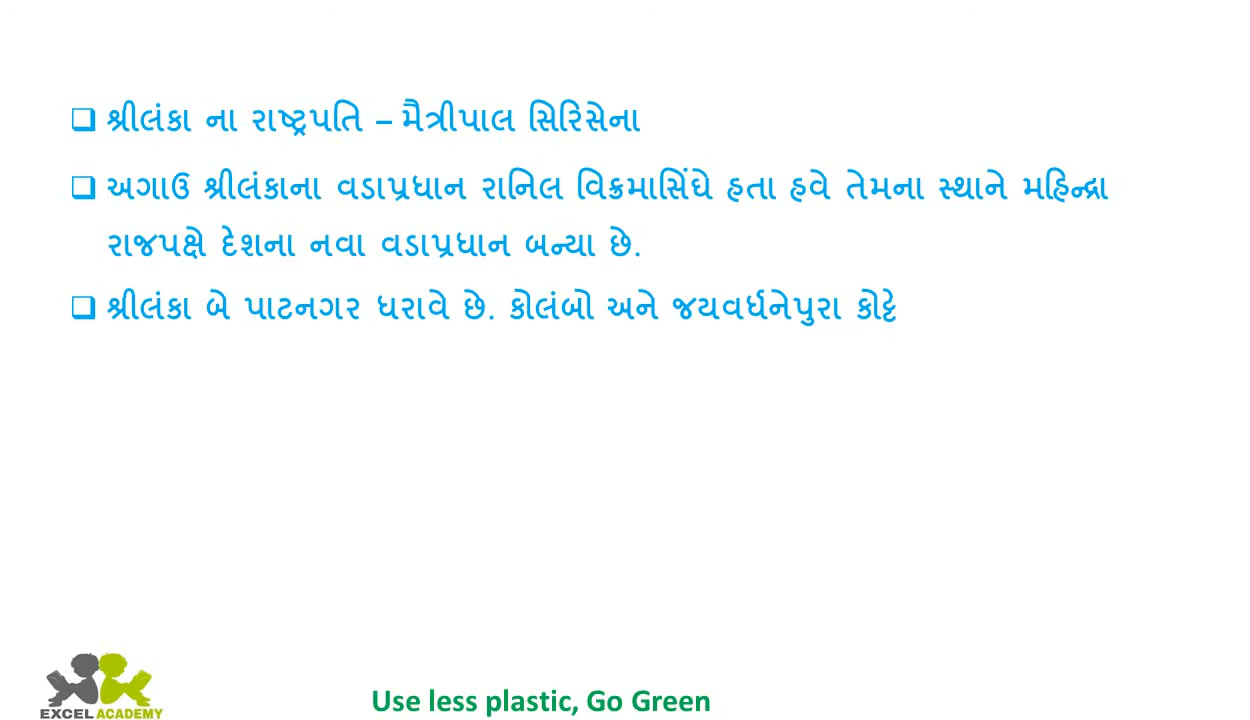 શ્રીલંકા ના રાષ્ટ્રપતિ – મૈત્રીપાલ સિરિસેના
અગાઉ શ્રીલંકાના વડાપ્રધાન રાનિલ વિક્રમાસિંઘે હતા હવે તેમના સ્થાને મહિન્દ્રા
રાજપક્ષે દેશના નવા વડાપ્રધાન બન્યા છે.
શ્રીલંકા બે પાટનગર ધરાવે છે. કોલંબો અને જયવર્ધનેપુરા કોટ્ટે
EXCEL ACADEMY
Use less plastic, Go Green